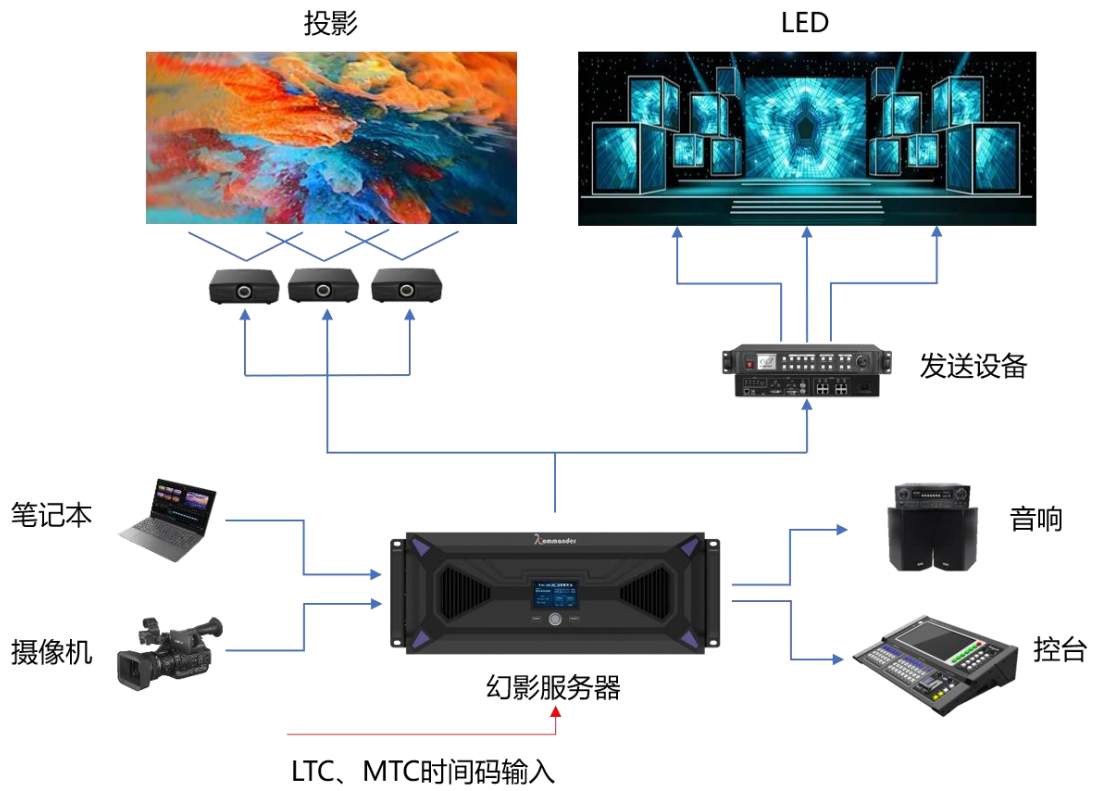 投影
LED
发送设备
笔记本
音响
Kommander
摄像机
控台
幻影服务器
LTC、MTC时间码输入